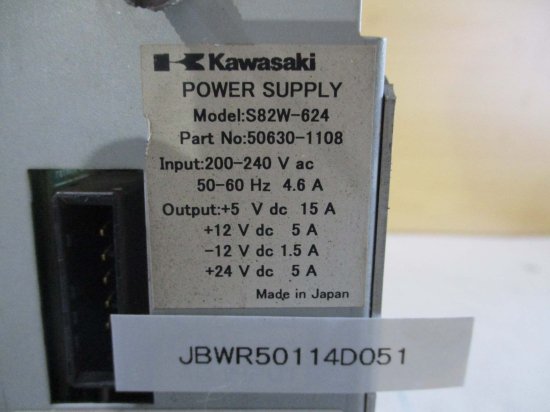 Kawasaki
POWER SUPPLY
Model:S82W-624
Part No:50630-1108
Input:200-240 V ac
50-60 Hz 4.6 A
Output:+5 V dc 15 A
+12 V dc 5 A
-12 V dc 1.5 A
+24 V dc 5 A
Made in Japan
JBWR50114D051